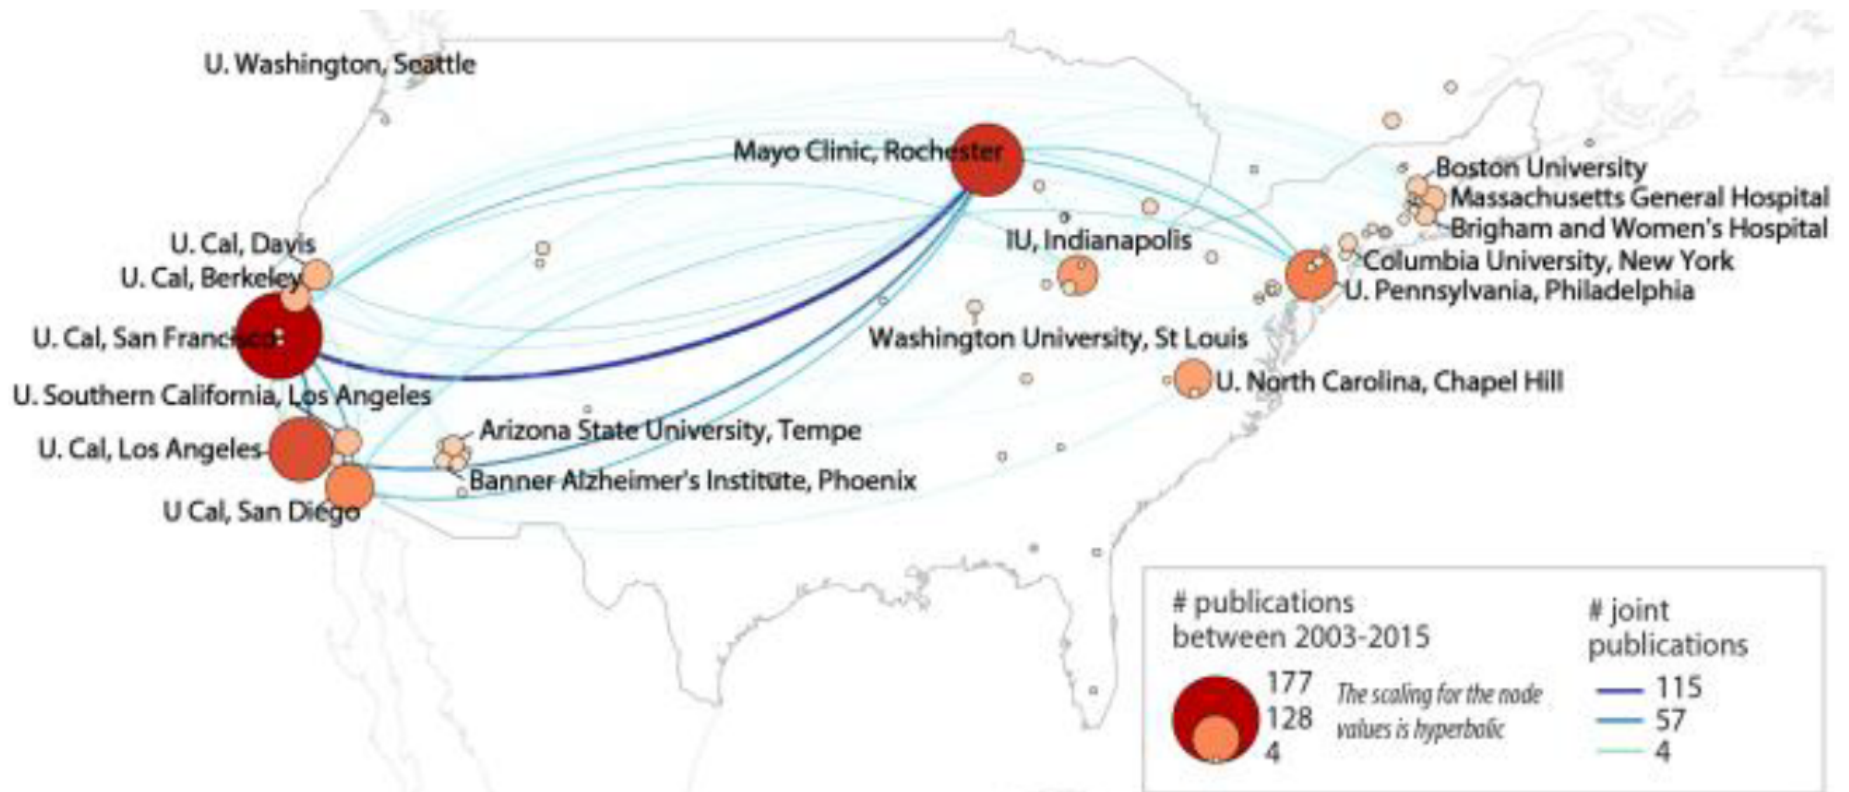 U. Washington, Seattle
Mayo Clinic, Rochester
Boston University
Massachusetts General Hospital
Brigham and Women's Hospital
U. Cal, Davis
IU, Indianapolis
Columbia University, New York
U. Cal, Berkeley
U. Pennsylvania, Philadelphia
U. Cal, San Francisco
Washington University, St Louis
U. North Carolina, Chapel Hill
U. Southern California, Los Angeles
Arizona State University, Tempe
U. Cal, Los Angeles
Banner Alzheimer's Institute, Phoenix
U Cal, San Diego
# publications
between 2003-2015
177
128
4
The scaling for the node
values is hyperbolic
# joint
publications
115
57
4